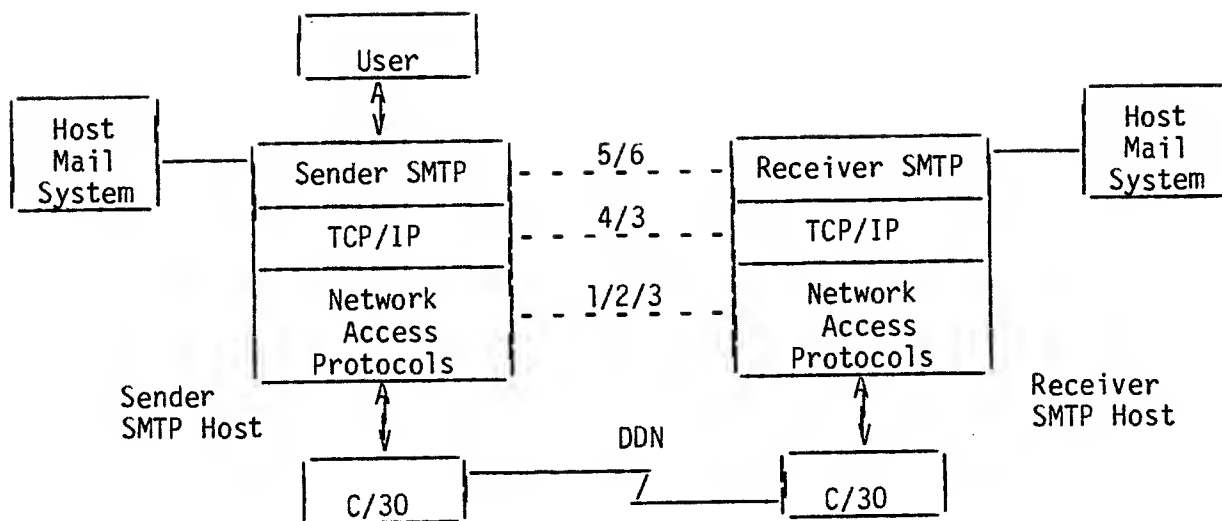 User
Host
Mail
System
Sender SMTP
5/6
Receiver SMTP
Host
Mail
System
TCP/IP
4/3
TCP/IP
Network
Access
Protocols
1/2/3
Network
Access
Protocols
Sender
SMTP Host
Receiver
SMTP Host
DDN
C/30
C/30